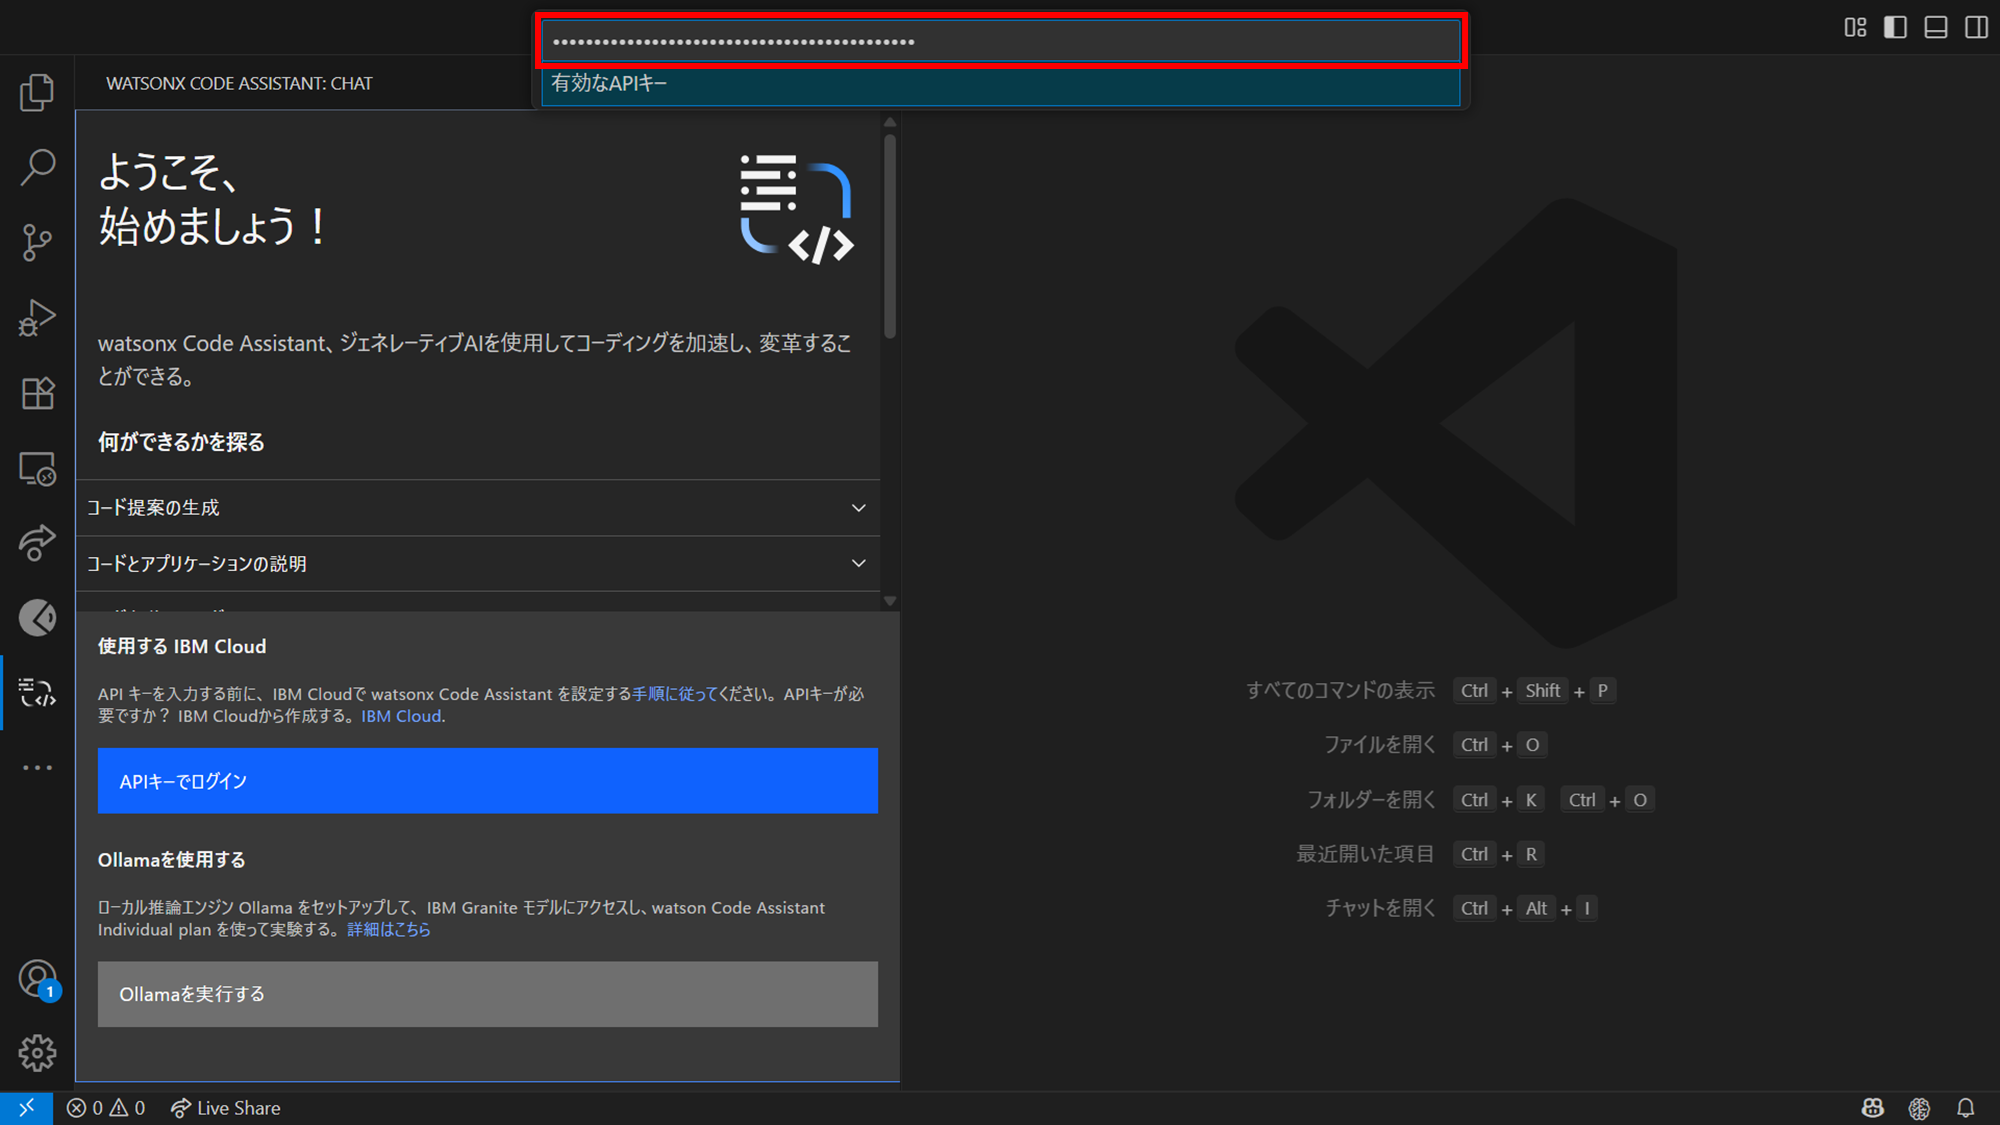 ••••••••••••••••••••••••••••••••••••••••••••
有効なAPIキー
WATSONX CODE ASSISTANT: CHAT
ようこそ、
始めましょう！
watsonx Code Assistant、ジェネレーティブAIを使用してコーディングを加速し、変革するこ
とができる。
何ができるかを探る
コード提案の生成
コードとアプリケーションの説明
使用する IBM Cloud
API キーを入力する前に、IBM Cloudで watsonx Code Assistant を設定する手順に従ってください。APIキーが必
要ですか？ IBM Cloudから作成する。IBM Cloud.
APIキーでログイン
Ollamaを使用する
ローカル推論エンジン Ollama をセットアップして、IBM Granite モデルにアクセスし、watson Code Assistant
Individual plan を使って実験する。詳細はこちら
Ollamaを実行する
すべてのコマンドの表示 Ctrl + Shift + P
ファイルを開く Ctrl + O
フォルダーを開く Ctrl + K Ctrl + O
最近開いた項目 Ctrl + R
チャットを開く Ctrl + Alt + I
1
0 0 Live Share